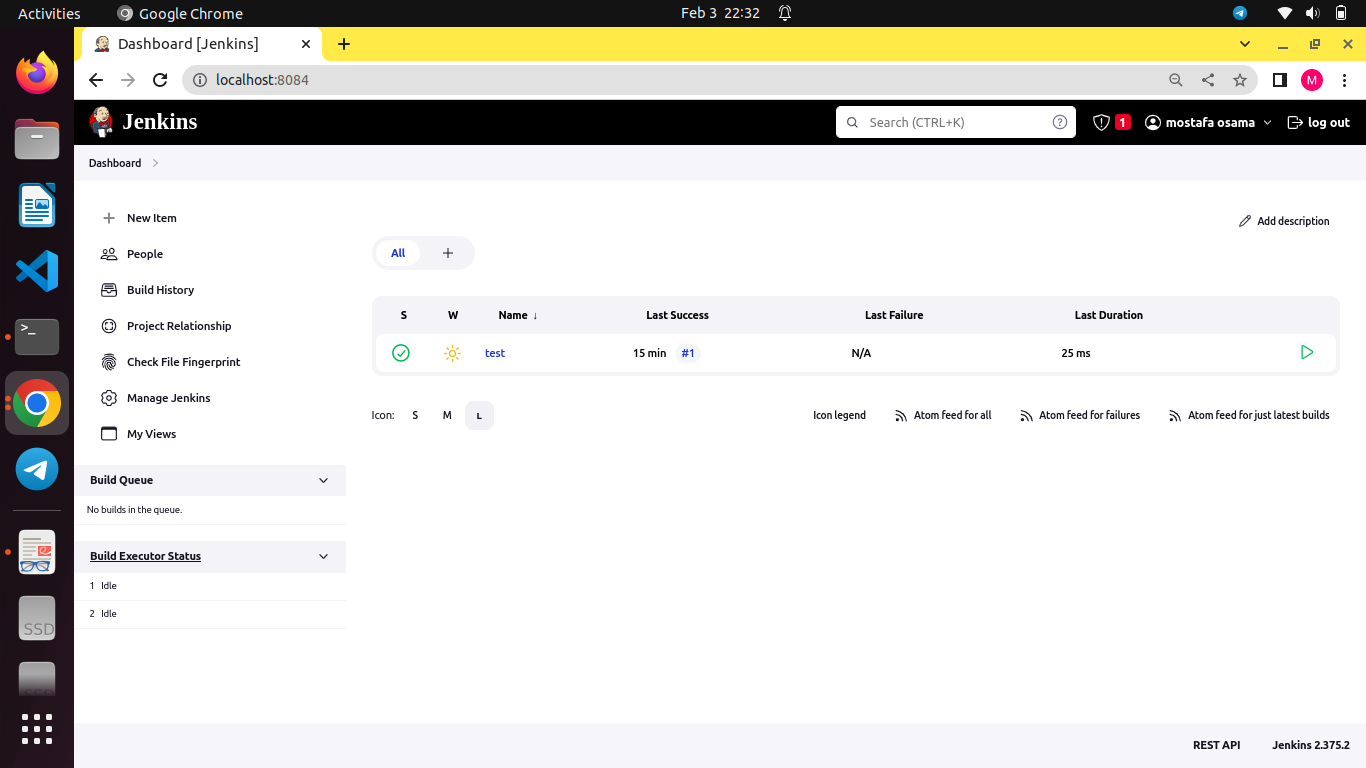 Activities Google Chrome Feb 3 22:32
Dashboard [Jenkins]
localhost:8084 M
Jenkins Search (CTRL+K) 1 mostafa osama log out
Dashboard
New Item
People
Build History
Project Relationship
Check File Fingerprint
Manage Jenkins
My Views
Build Queue
No builds in the queue.
Build Executor Status
1 Idle
2 Idle
Add description
All +
S W Name ↓ Last Success Last Failure Last Duration
test 15 min #1 N/A 25 ms
Icon: S M L Icon legend Atom feed for all Atom feed for failures Atom feed for just latest builds
REST API Jenkins 2.375.2
>_
SSD
SSD